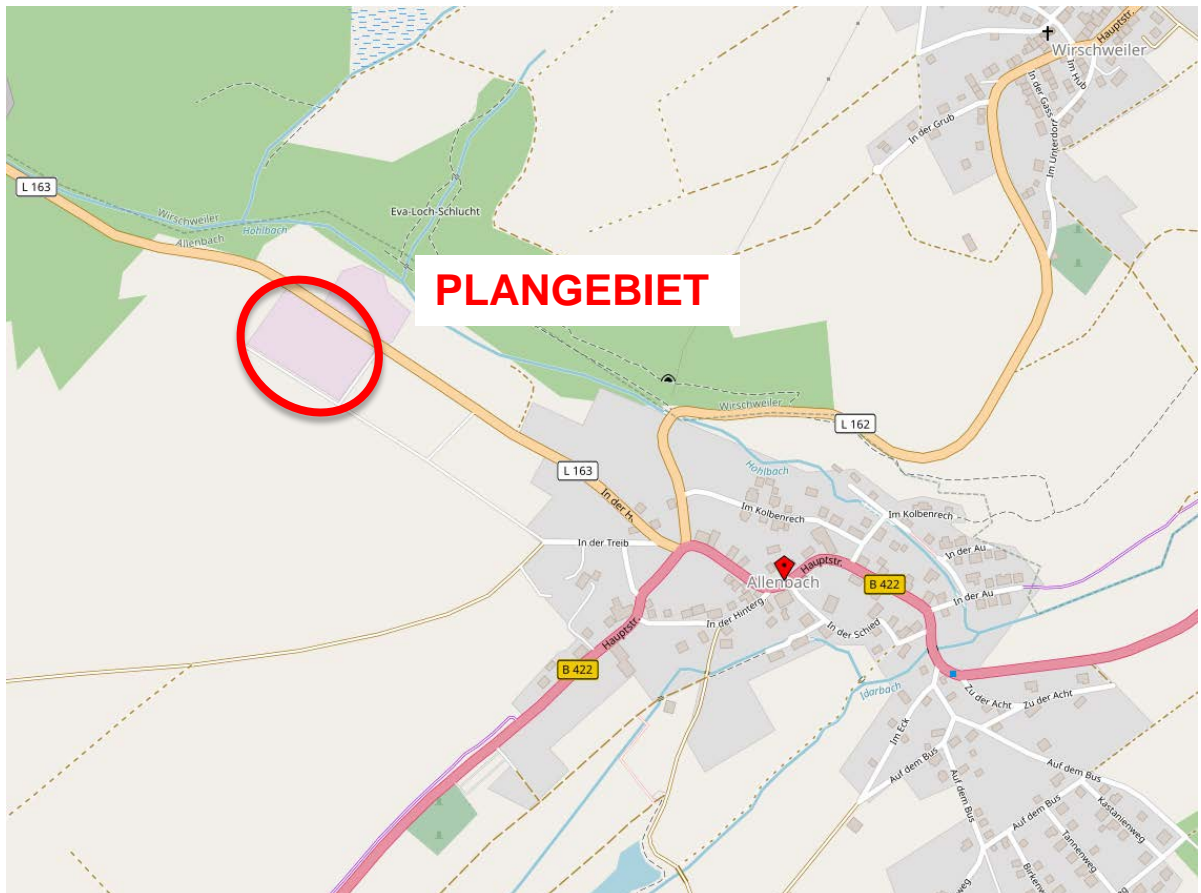 Hauptstr.
Wirschweiler
Im Hub
In der Gass
In der Grub
Im Unterdorf
L 163
Wirschweiler
Allenbach
Hohlbach
Eva-Loch-Schlucht
PLANGEBIET
Wirschweiler
L 162
L 163
In der H.
Hohlbach
Im Kolbenrech
Im Kolbenrech
In der Treib
In der Au
Hauptstr.
Allenbach
B 422
In der Au
In der Hinterg.
In der Schied
Hauptstr.
B 422
Idarbach
Zu der Acht
Zu der Acht
Im Eck
Auf dem Bus
Auf dem Bus
Auf dem Bus
Auf dem Bus
Kastanienweg
Tannenweg
Birkenw